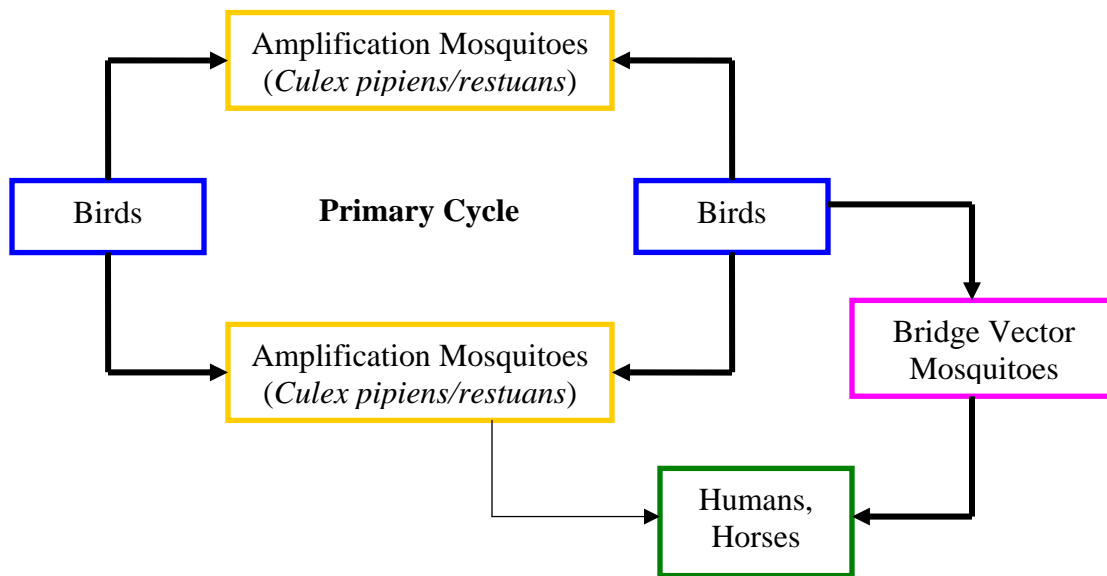 Amplification Mosquitoes
(Culex pipiens/restuans)
Birds
Primary Cycle
Birds
Amplification Mosquitoes
(Culex pipiens/restuans)
Bridge Vector
Mosquitoes
Humans,
Horses